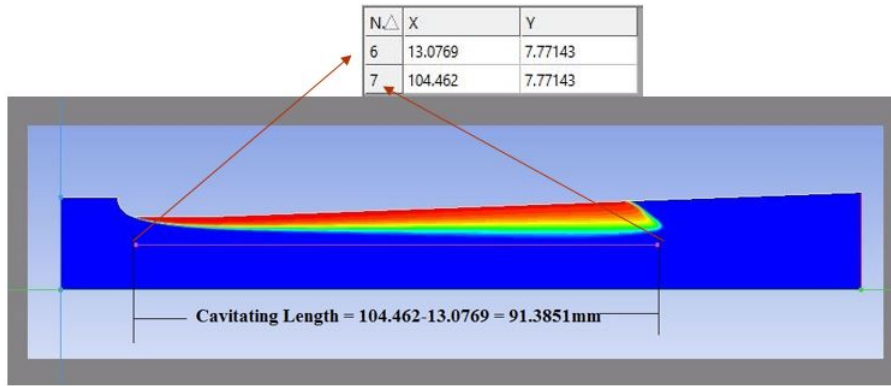 N.△ X Y
6 13.0769 7.77143
7 104.462 7.77143
Cavitating Length = 104.462-13.0769 = 91.3851mm